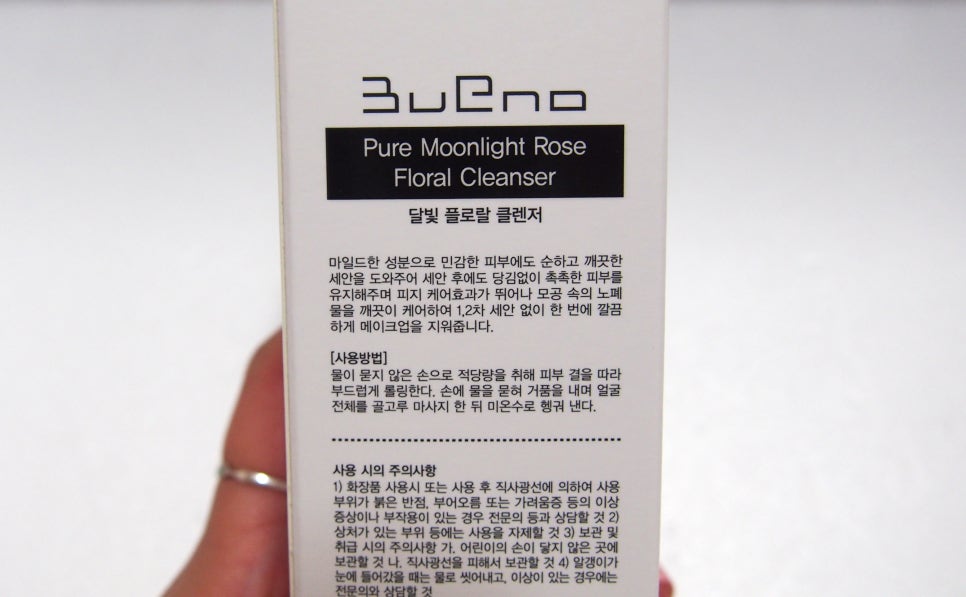 Bueno
Pure Moonlight Rose
Floral Cleanser
달빛 플로랄 클렌저
마일드한 성분으로 민감한 피부에도 순하고 깨끗한
세안을 도와주어 세안 후에도 당김없이 촉촉한 피부를
유지해주며 피지 케어효과가 뛰어나 모공 속의 노폐
물을 깨끗이 케어하여 1,2차 세안 없이 한 번에 깔끔
하게 메이크업을 지워줍니다.
[사용방법]
물이 묻지 않은 손으로 적당량을 취해 피부 결을 따라
부드럽게 롤링한다. 손에 물을 묻혀 거품을 내며 얼굴
전체를 골고루 마사지 한 뒤 미온수로 헹궈 낸다.
사용 시의 주의사항
1) 화장품 사용시 또는 사용 후 직사광선에 의하여 사용
부위가 붉은 반점, 부어오름 또는 가려움증 등의 이상
증상이나 부작용이 있는 경우 전문의 등과 상담할 것 2)
상처가 있는 부위 등에는 사용을 자제할 것 3) 보관 및
취급 시의 주의사항 가. 어린이의 손이 닿지 않은 곳에
보관할 것 나. 직사광선을 피해서 보관할 것 4) 알갱이가
눈에 들어갔을 때는 물로 씻어내고, 이상이 있는 경우에는
전문의와 상담할 것